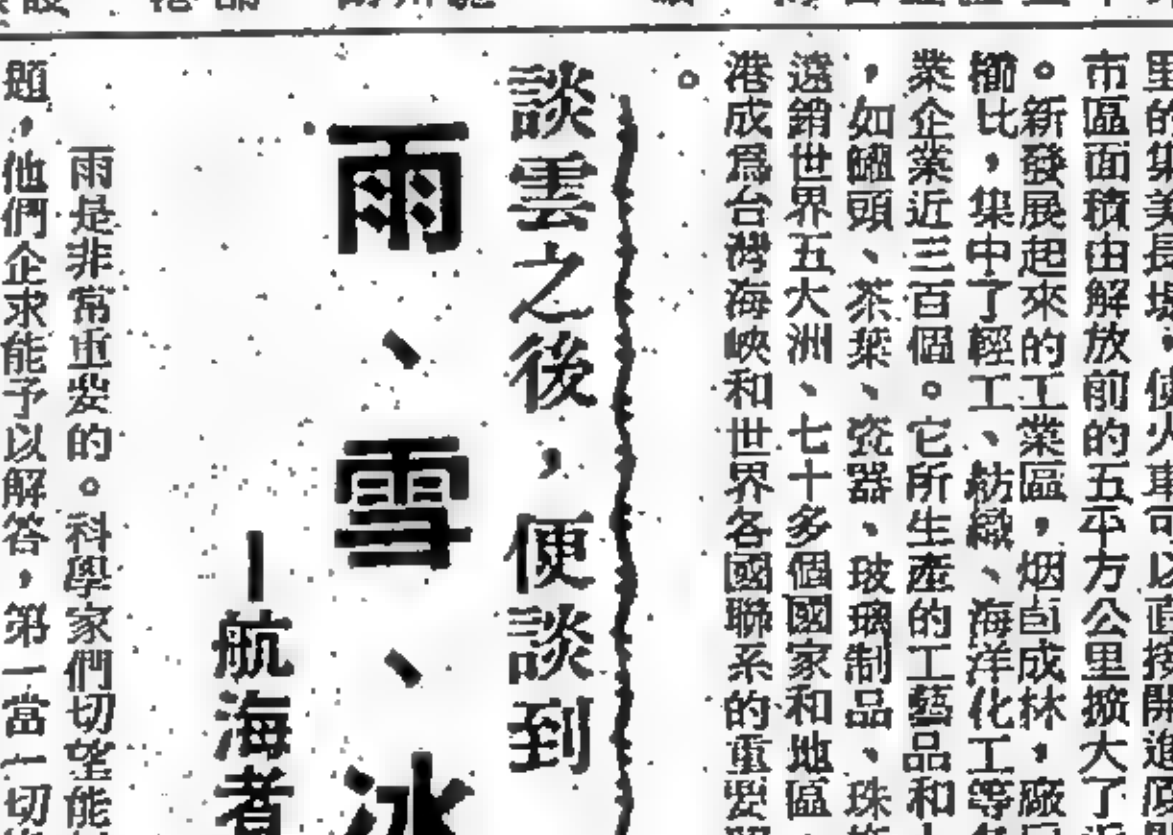 里的集美長堤，使火車可以直接開進
市區面積由解放前的五平方公里擴大了
。新發展起來的工業區，烟囱成林，廠
櫛比，集中了輕工、紡織、海洋化工等
業企業近三百個。它所生產的工藝品和
，如罐頭、茶葉、瓷器、玻璃制品、珠
遠銷世界五大洲、七十多個國家和地區
港成為台灣海峽和世界各國聯系的重要
。
談雲之後，便談到
雨、雪、冰
—航海者
雨是非常重要的。科學家們切望能
題，他們企求能予以解答，第一當一切